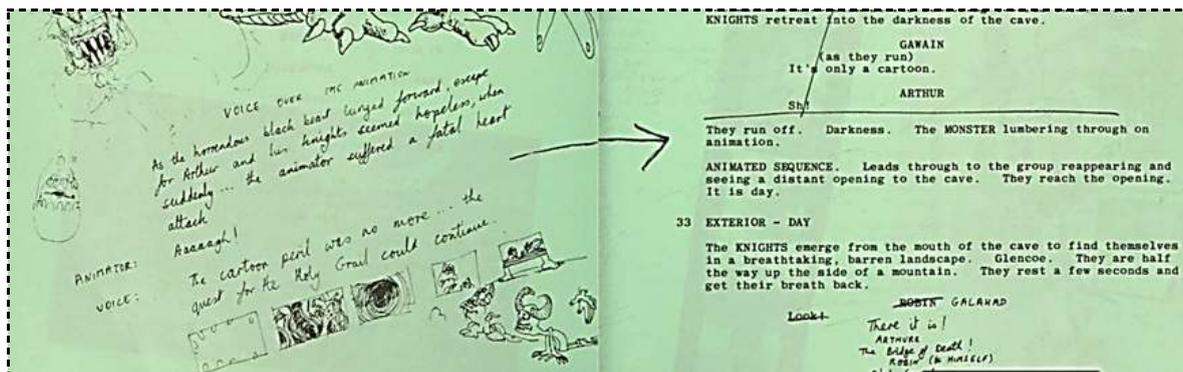 VOICE OVER THE ANIMATION
As the horrendous black beast lunged forward, escape
for Arthur and his knights seemed hopeless, when
suddenly ... the animator suffered a fatal heart
attack
ANIMATOR: Aaaaagh!
VOICE: The cartoon peril was no more ... the
quest for the Holy Grail could continue.
KNIGHTS retreat into the darkness of the cave.
GAWAIN
(as they run)
It's only a cartoon.
ARTHUR
Sh!
They run off. Darkness. The MONSTER lumbering through on
animation.
ANIMATED SEQUENCE. Leads through to the group reappearing and
seeing a distant opening to the cave. They reach the opening.
It is day.
33 EXTERIOR - DAY
The KNIGHTS emerge from the mouth of the cave to find themselves
in a breathtaking, barren landscape. Glencoe. They are half
the way up the side of a mountain. They rest a few seconds and
get their breath back.
ROBIN GALAHAD
Look!
There it is!
ARTHUR
The Bridge of Death!
ROBIN (to HIMSELF)